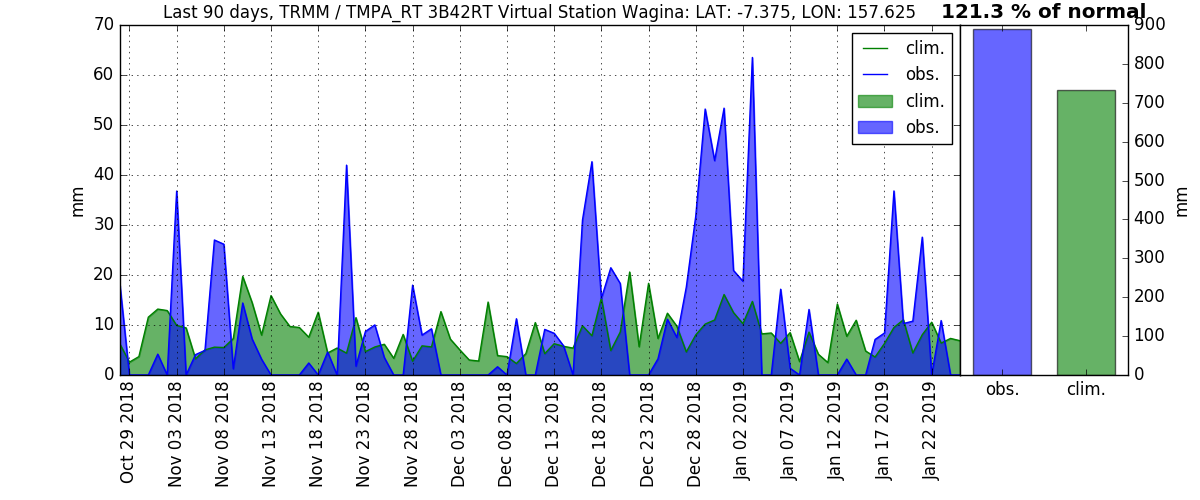 Last 90 days, TRMM / TMPA_RT 3B42RT Virtual Station Wagina: LAT: -7.375, LON: 157.625
121.3 % of normal
70
60
50
40
30
20
10
0
mm
clim.
obs.
clim.
obs.
Oct 29 2018
Nov 03 2018
Nov 08 2018
Nov 13 2018
Nov 18 2018
Nov 23 2018
Nov 28 2018
Dec 03 2018
Dec 08 2018
Dec 13 2018
Dec 18 2018
Dec 23 2018
Dec 28 2018
Jan 02 2019
Jan 07 2019
Jan 12 2019
Jan 17 2019
Jan 22 2019
900
800
700
600
500
400
300
200
100
0
mm
obs.
clim.